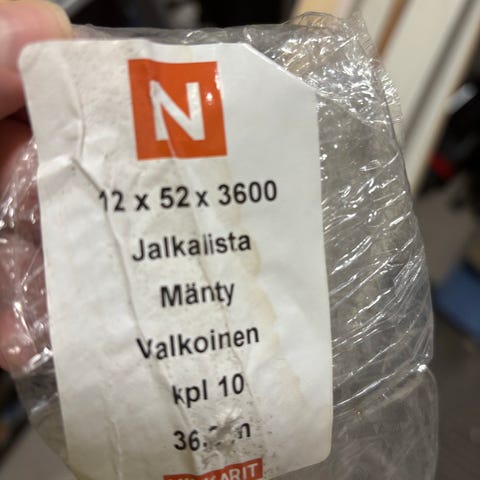 N
12 x 52 x 3600
Jalkalista
Mänty
Valkoinen
kpl 10